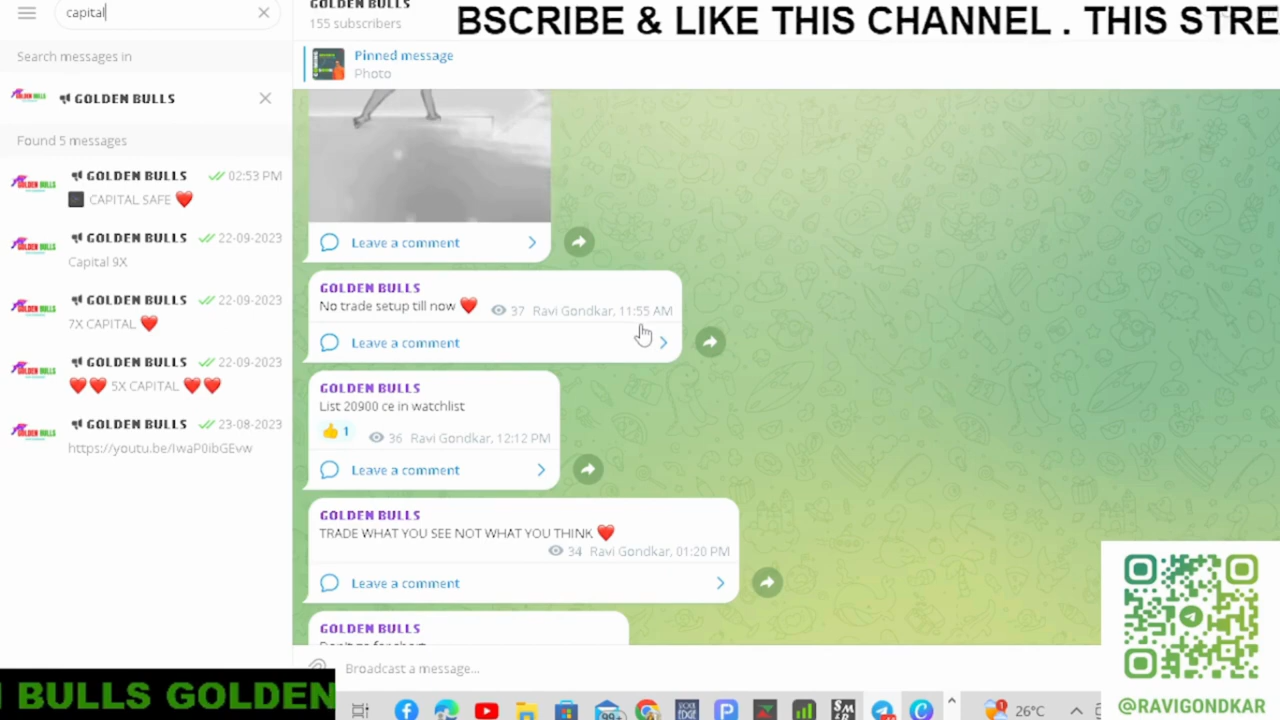 capital
Search messages in
GOLDEN BULLS
Found 5 messages
GOLDEN BULLS 02:53 PM
CAPITAL SAFE ❤️
GOLDEN BULLS 22-09-2023
Capital 9X
GOLDEN BULLS 22-09-2023
7X CAPITAL ❤️
GOLDEN BULLS 22-09-2023
❤️❤️ 5X CAPITAL ❤️❤️
GOLDEN BULLS 23-08-2023
https://youtu.be/IwaP0ibGEvw
GOLDEN BULLS
155 subscribers
BSCRIBE & LIKE THIS CHANNEL . THIS STRE
Pinned message
Photo
Leave a comment
GOLDEN BULLS
No trade setup till now ❤️ 37 Ravi Gondkar, 11:55 AM
Leave a comment
GOLDEN BULLS
List 20900 ce in watchlist
👍 1 36 Ravi Gondkar, 12:12 PM
Leave a comment
GOLDEN BULLS
TRADE WHAT YOU SEE NOT WHAT YOU THINK ❤️
34 Ravi Gondkar, 01:20 PM
Leave a comment
GOLDEN BULLS
Broadcast a message...
BULLS GOLDEN
26°C
@RAVIGONDKAR